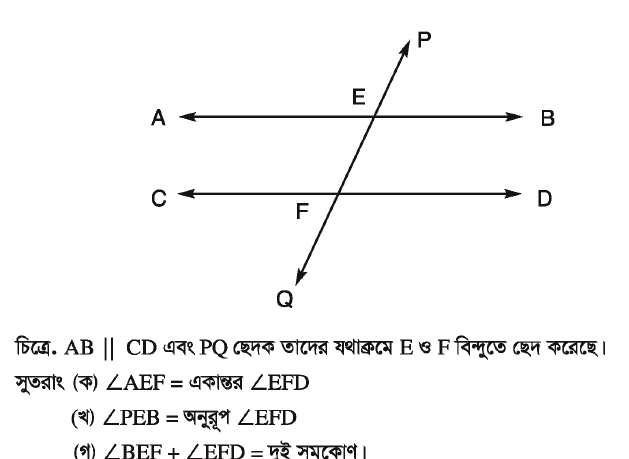 P
E
A B
C D
F
Q
চিত্রে. AB || CD এবং PQ ছেদক তাদের যথাক্রমে E ও F বিন্দুতে ছেদ করেছে।
সুতরাং (ক) ∠AEF = একান্তর ∠EFD
(খ) ∠PEB = অনুরূপ ∠EFD
(গ) ∠BEF + ∠EFD = দুই সমকোণ।